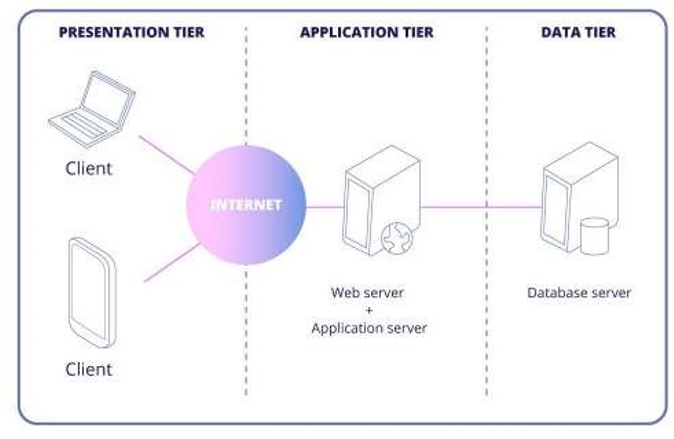 PRESENTATION TIER
APPLICATION TIER
DATA TIER
Client
INTERNET
Web server
+
Application server
Database server
Client